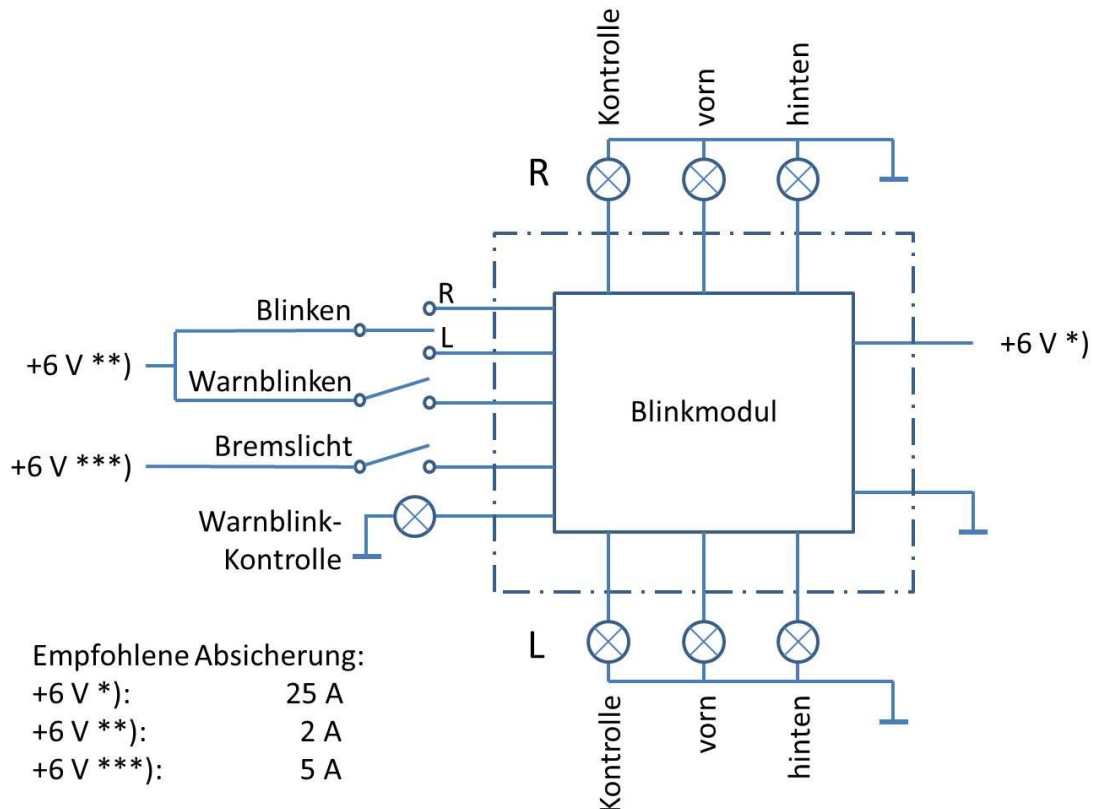 Kontrolle
vorn
hinten
R
R
Blinken
L
+6 V **)
+6 V *)
Warnblinken
Blinkmodul
Bremslicht
+6 V ***)
Warnblink-
Kontrolle
L
Empfohlene Absicherung:
+6 V *): 25 A
+6 V **): 2 A
+6 V ***): 5 A
Kontrolle
vorn
hinten